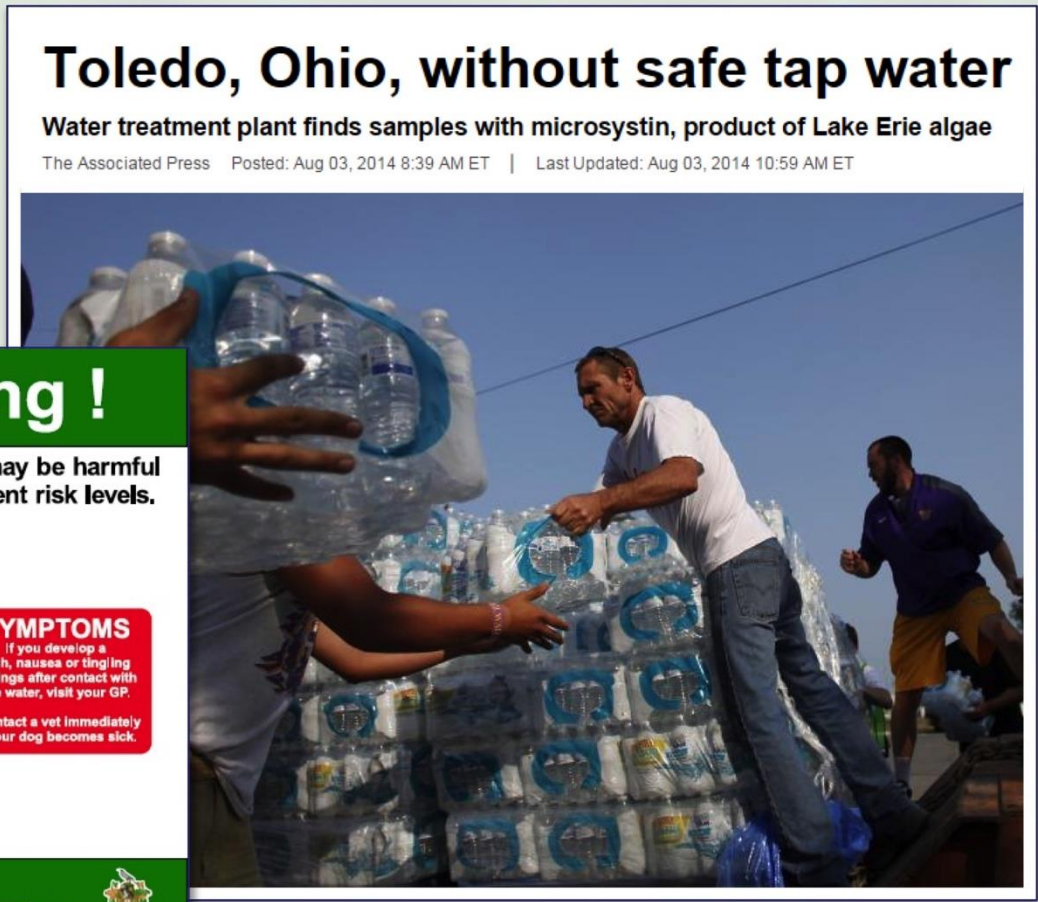 Toledo, Ohio, without safe tap water
Water treatment plant finds samples with microsystin, product of Lake Erie algae
The Associated Press Posted: Aug 03, 2014 8:39 AM ET | Last Updated: Aug 03, 2014 10:59 AM ET
ng !
ay be harmful
ent risk levels.
YMPTOMS
If you develop a
h, nausea or tingling
ngs after contact with
water, visit your GP.
ntact a vet immediately
ur dog becomes sick.